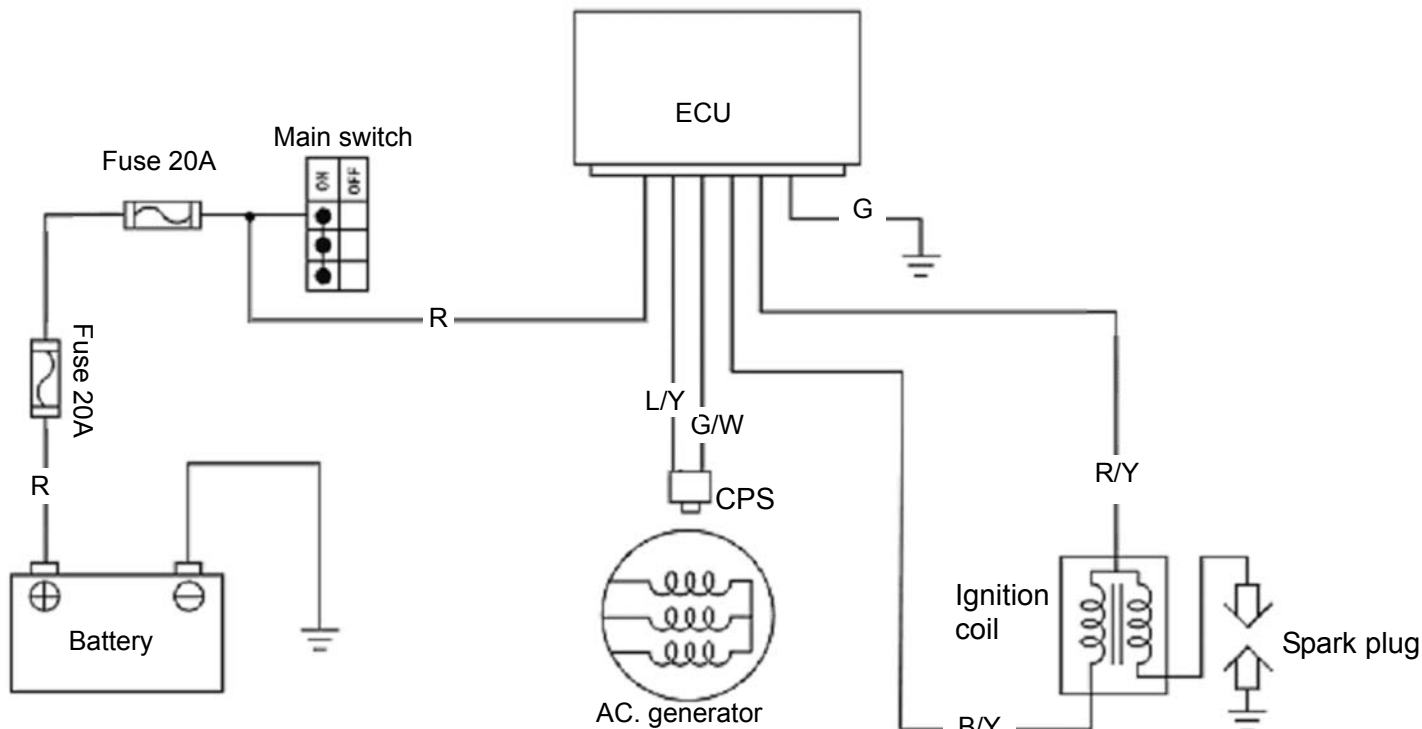 ECU
Main switch
Fuse 20A
ON
OFF
G
R
Fuse 20A
L/Y
G/W
R
R/Y
CPS
Ignition
coil
Battery
Spark plug
AC. generator
B/Y